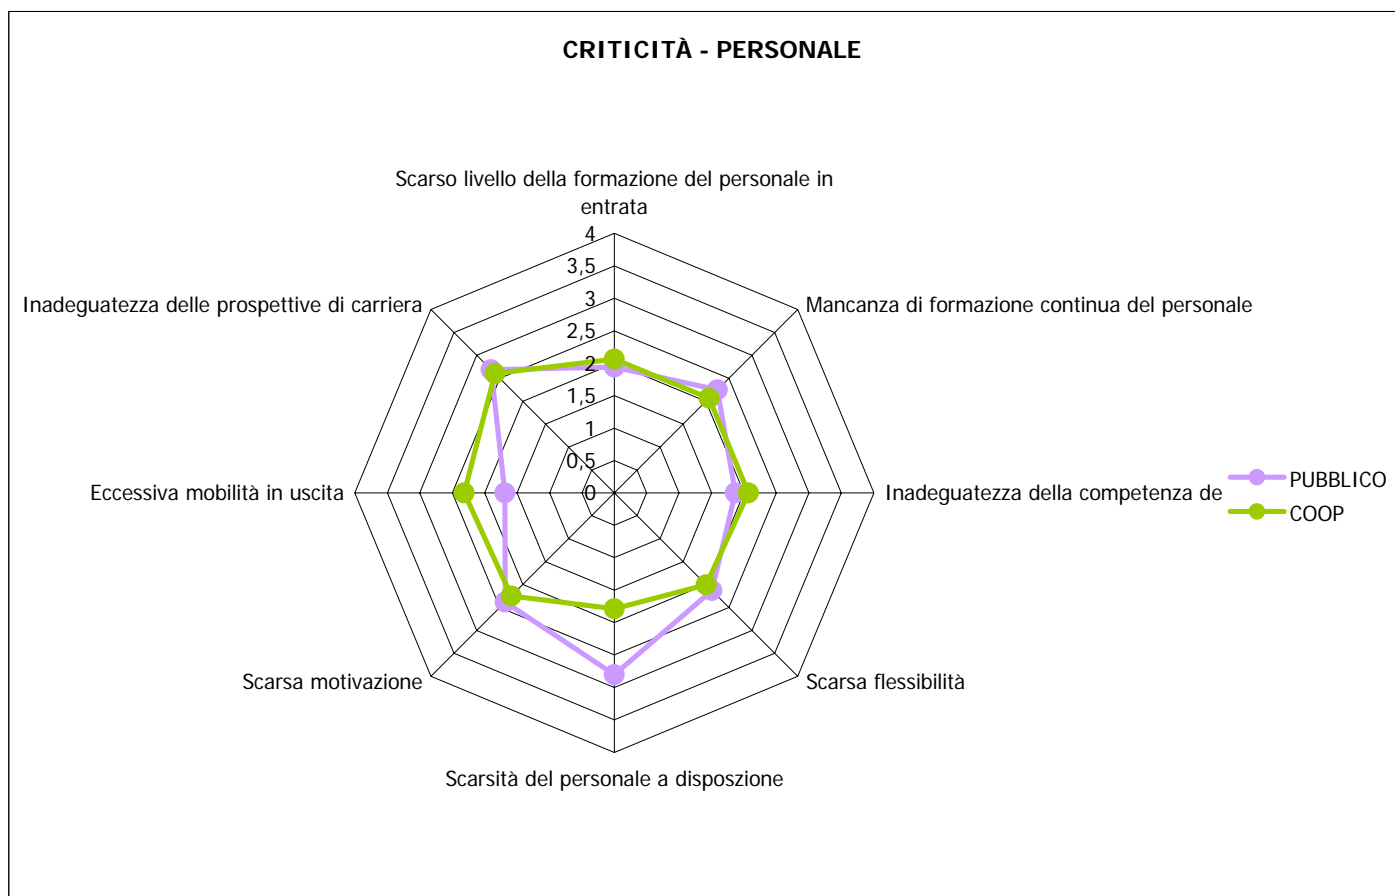 CRITICITÀ - PERSONALE
Scarso livello della formazione del personale in
entrata
4
3,5
3
2,5
2
1,5
1
0,5
0
Inadeguatezza delle prospettive di carriera
Mancanza di formazione continua del personale
Eccessiva mobilità in uscita
Inadeguatezza della competenza de
PUBBLICO
COOP
Scarsa motivazione
Scarsa flessibilità
Scarsità del personale a disposzione